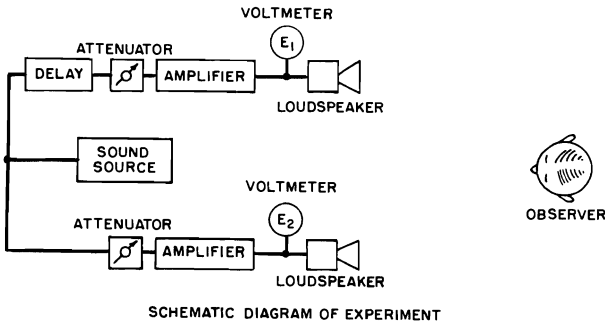 VOLTMETER
E1
ATTENUATOR
DELAY
AMPLIFIER
LOUDSPEAKER
SOUND
SOURCE
VOLTMETER
E2
ATTENUATOR
AMPLIFIER
LOUDSPEAKER
OBSERVER
SCHEMATIC DIAGRAM OF EXPERIMENT